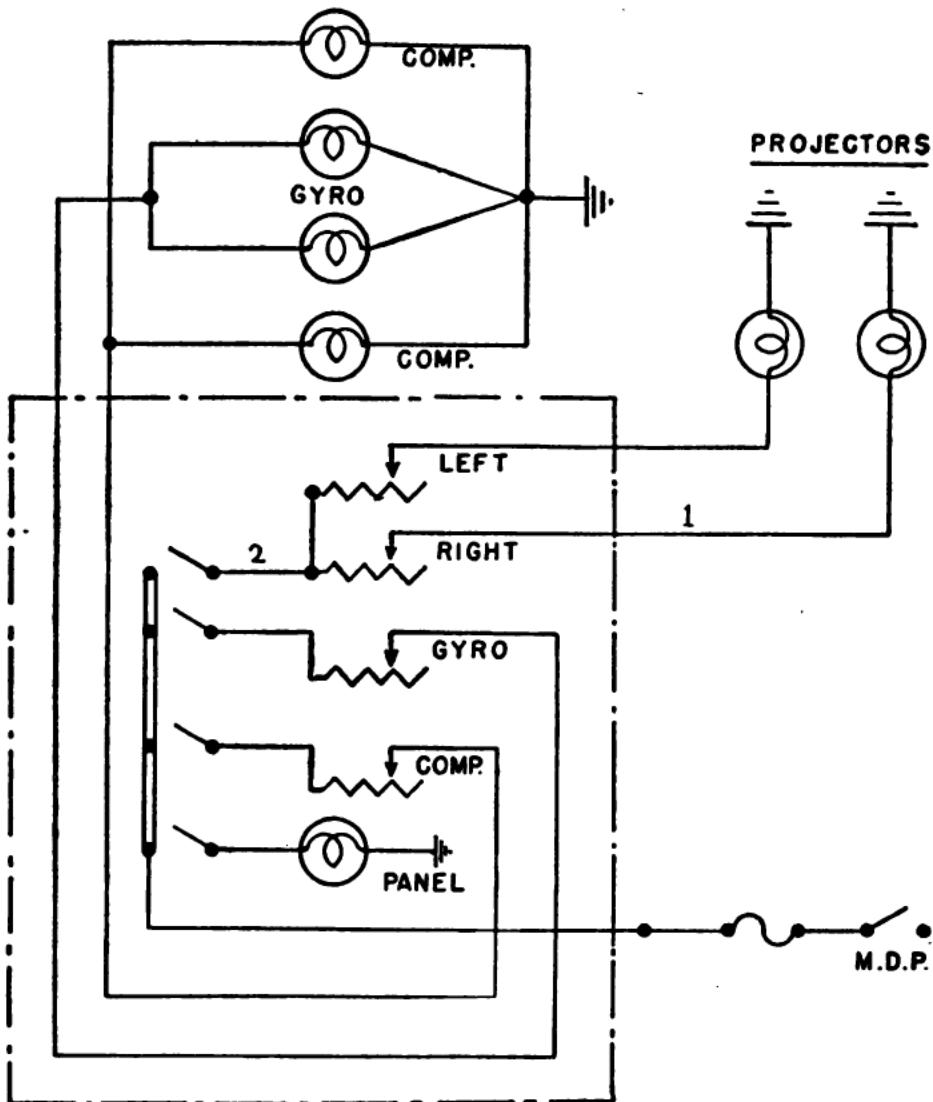 COMP.
PROJECTORS
GYRO
COMP.
LEFT
1
2
RIGHT
GYRO
COMP.
PANEL
M.D.P.